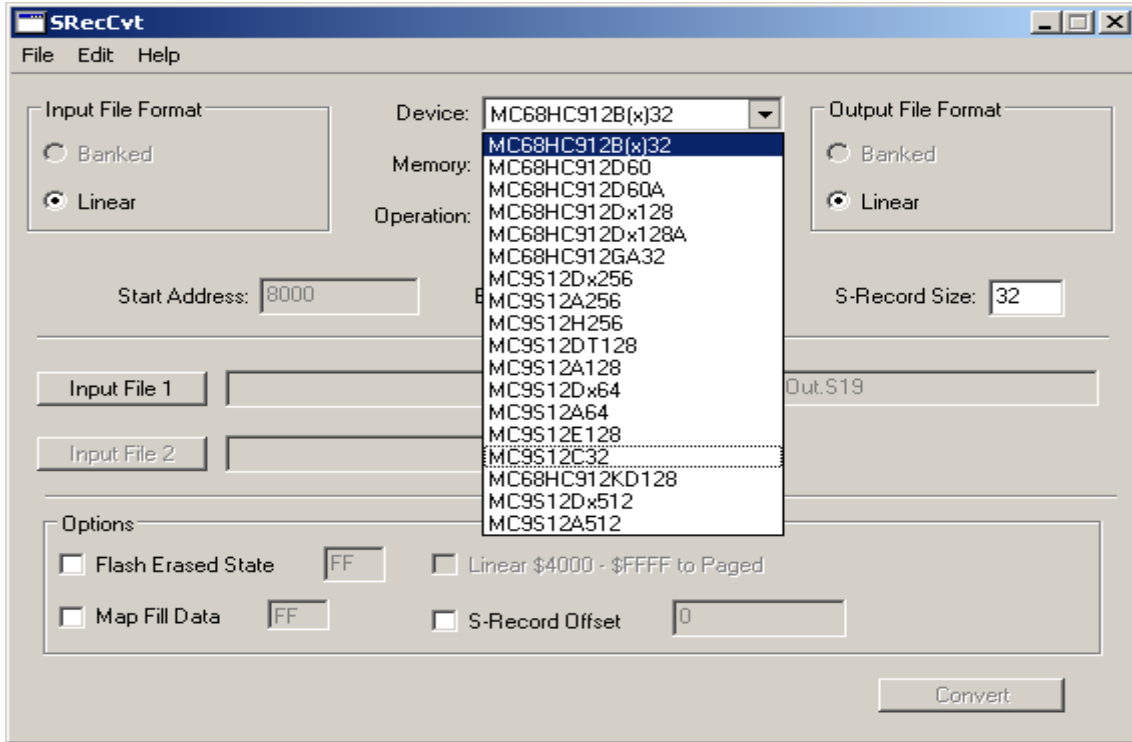 SRecCvt
File Edit Help
Input File Format
Banked
Linear
Device: MC68HC912B(x)32
Memory:
Operation:
MC68HC912B(x)32
MC68HC912D60
MC68HC912D60A
MC68HC912Dx128
MC68HC912Dx128A
MC68HC912GA32
MC9S12Dx256
MC9S12A256
MC9S12H256
MC9S12DT128
MC9S12A128
MC9S12Dx64
MC9S12A64
MC9S12E128
MC9S12C32
MC68HC912KD128
MC9S12Dx512
MC9S12A512
Output File Format
Banked
Linear
Start Address: 8000
S-Record Size: 32
Input File 1
Out.S19
Input File 2
Options
Flash Erased State FF
Linear $4000 - $FFFF to Paged
Map Fill Data FF
S-Record Offset 0
Convert